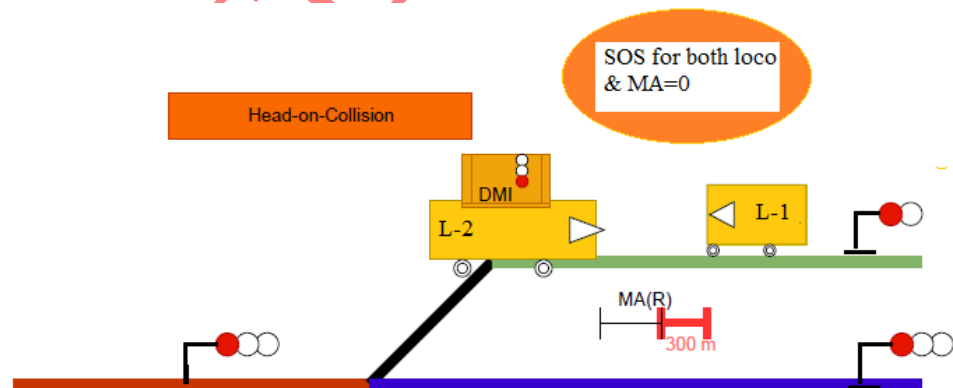 SOS for both loco
& MA=0
Head-on-Collision
DMI
L-2
L-1
MA(R)
300 m